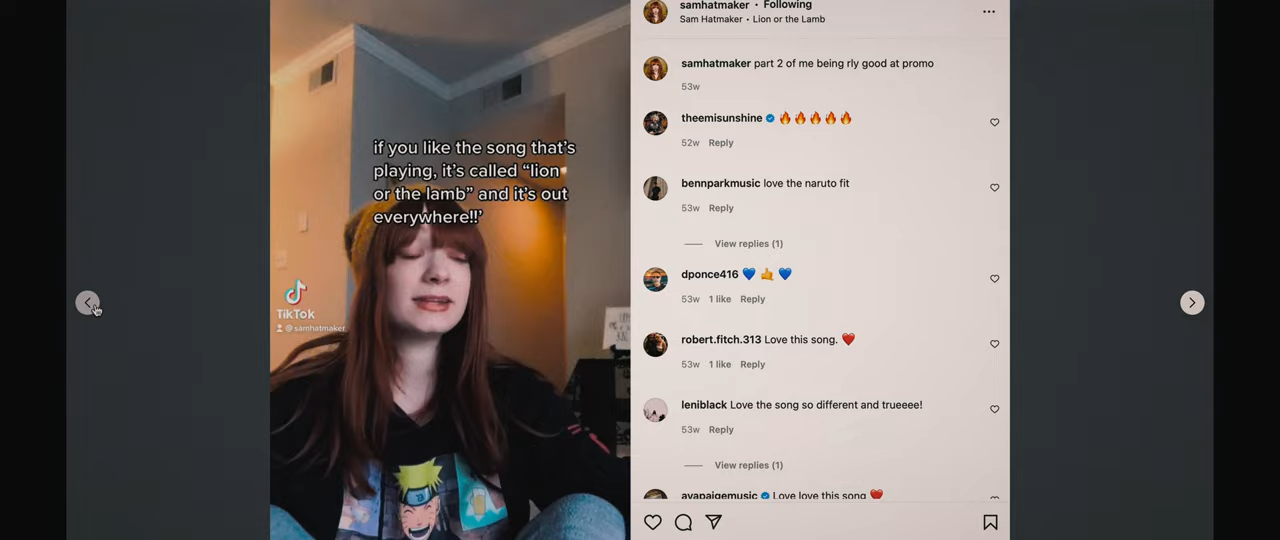 samhatmaker • Following
Sam Hatmaker • Lion or the Lamb
samhatmaker part 2 of me being rly good at promo
53w
theemisunshine 🔥🔥🔥🔥🔥
52w Reply
bennparkmusic love the naruto fit
53w Reply
View replies (1)
dponce416 💙 🤙 💙
53w 1 like Reply
robert.fitch.313 Love this song. ❤️
53w 1 like Reply
leniblack Love the song so different and trueeee!
53w Reply
View replies (1)
avapaigemusic Love love this song ❤️
if you like the song that's
playing, it's called “lion
or the lamb” and it's out
everywhere!!'
TikTok
@samhatmaker